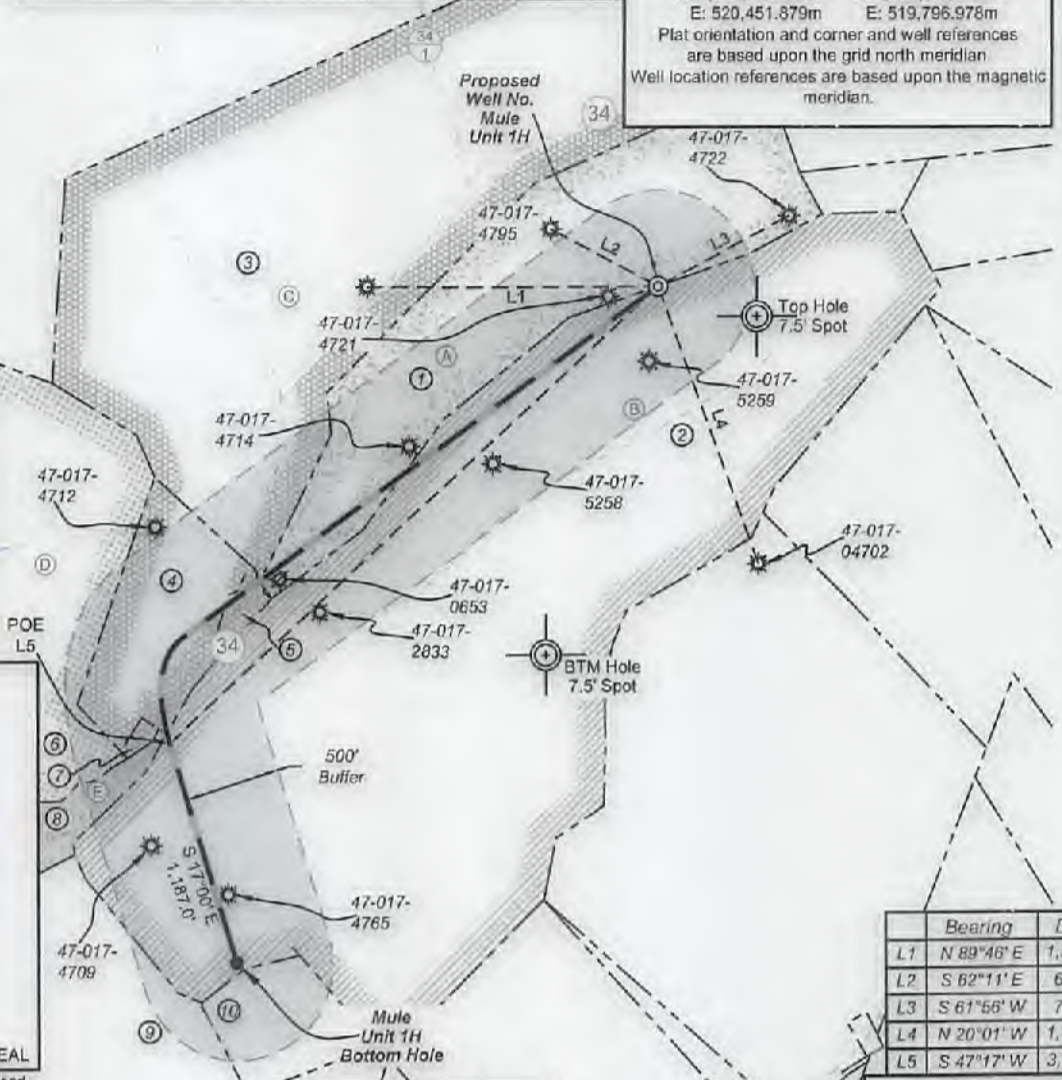 E: 520,451.879m E: 519,796.978m
Plat orientation and corner and well references
are based upon the grid north meridian.
Well location references are based upon the magnetic
meridian.
34
1
Proposed
Well No.
Mule
Unit 1H
34
47-017-
4722
47-017-
4795
L2
L3
3
C
L1
47-017-
4721
A
1
Top Hole
7.5' Spot
47-017-
5259
B
2
L4
47-017-
4714
47-017-
4712
47-017-
5258
47-017-
04702
D
4
47-017-
0653
POE
L5
34
5
47-017-
2833
BTM Hole
7.5' Spot
6
7
E
8
500'
Buffer
S 17°00' E
1,187.0'
47-017-
4765
47-017-
4709
10
9
Mule
Unit 1H
Bottom Hole
EAL
Bearing
L1 N 89°46' E 1,
L2 S 62°11' E 6
L3 S 61°56' W 7
L4 N 20°01' W 1,
L5 S 47°17' W 3,